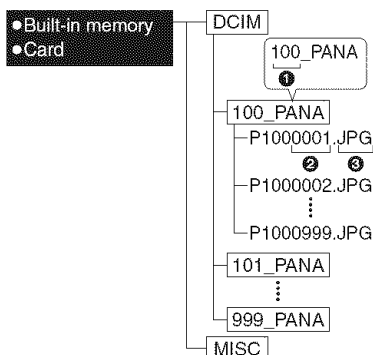 ●Built-in memory
●Card
DCIM
100_PANA
❶
100_PANA
P1000001.JPG
❷ ❸
P1000002.JPG
P1000999.JPG
101_PANA
999_PANA
MISC